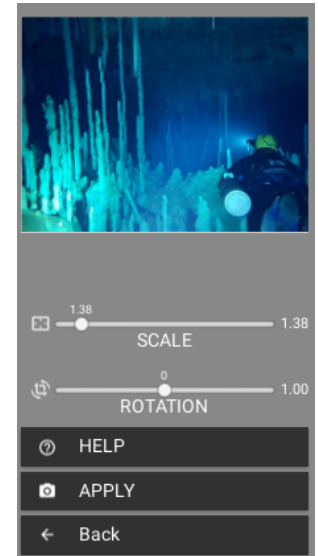 1.38
1.38
SCALE
0
1.00
ROTATION
HELP
APPLY
Back